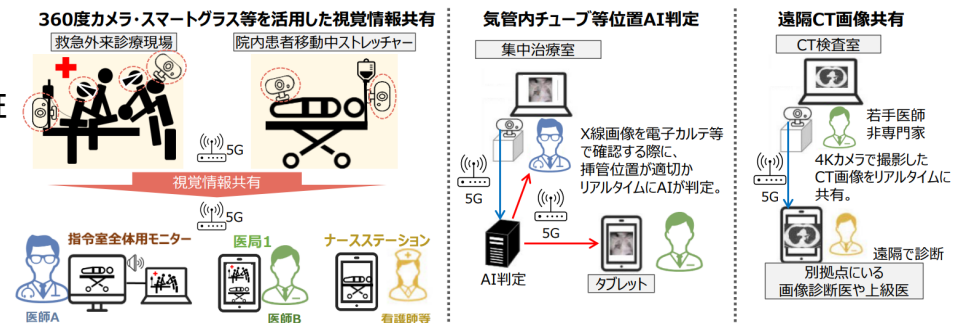 360度カメラ・スマートグラス等を活用した視覚情報共有
救急外来診療現場
院内患者移動中ストレッチャー
5G
視覚情報共有
5G
指令室全体用モニター
医師A
医局1
医師B
ナースステーション
看護師等
気管内チューブ等位置AI判定
集中治療室
X線画像を電子カルテ等
で確認する際に、
挿管位置が適切か
リアルタイムにAIが判定。
5G
5G
AI判定
タブレット
遠隔CT画像共有
CT検査室
若手医師
非専門家
4Kカメラで撮影した
CT画像をリアルタイムに
共有。
5G
遠隔で診断
別拠点にいる
画像診断医や上級医